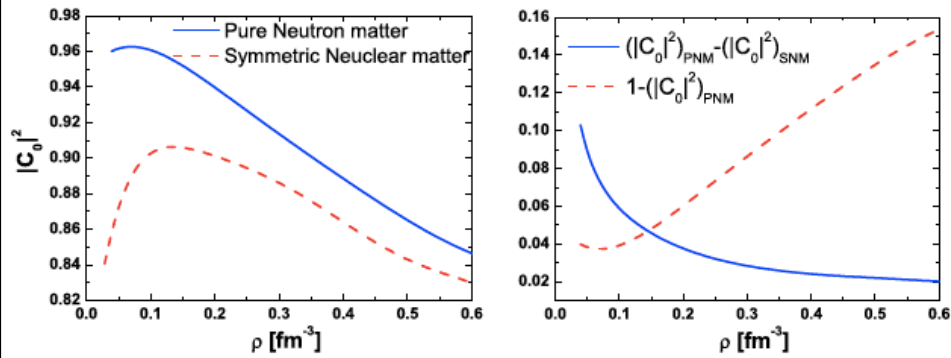 0.96
0.94
0.92
0.90
0.88
0.86
0.84
0.82
|C₀|²
0.0 0.1 0.2 0.3 0.4 0.5 0.6
ρ [fm⁻³]
Pure Neutron matter
Symmetric Neuclear matter
0.16
0.14
0.12
0.10
0.08
0.06
0.04
0.02
0.0 0.1 0.2 0.3 0.4 0.5 0.6
ρ [fm⁻³]
(|C₀|²)PNM-(|C₀|²)SNM
1-(|C₀|²)PNM